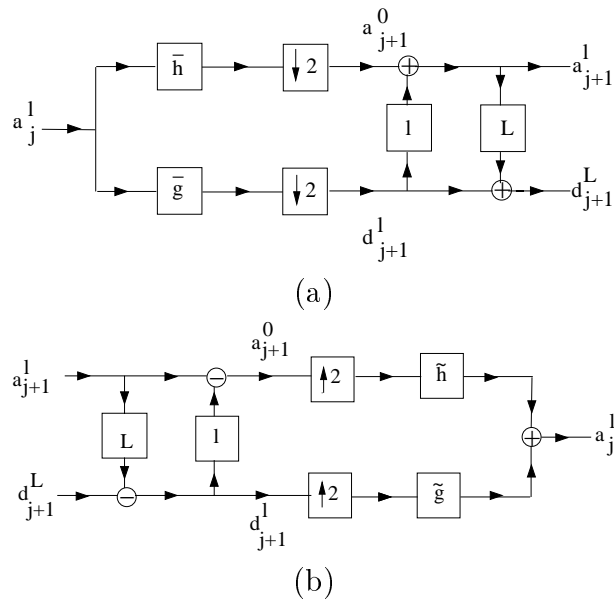 a^0_{j+1}
h̄ ↓2 a^l_{j+1}
a^l_j l L
ḡ ↓2 d^L_{j+1}
d^l_{j+1}
(a)
a^0_{j+1}
a^l_{j+1} ↑2 h̃
L l a^l_j
d^L_{j+1} ↑2 g̃
d^l_{j+1}
(b)